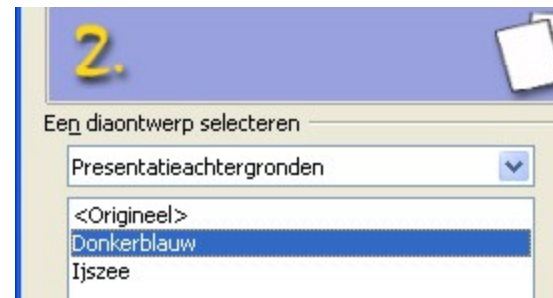 2.
Een diaontwerp selecteren
Presentatieachtergronden
<Origineel>
Donkerblauw
Ijszee